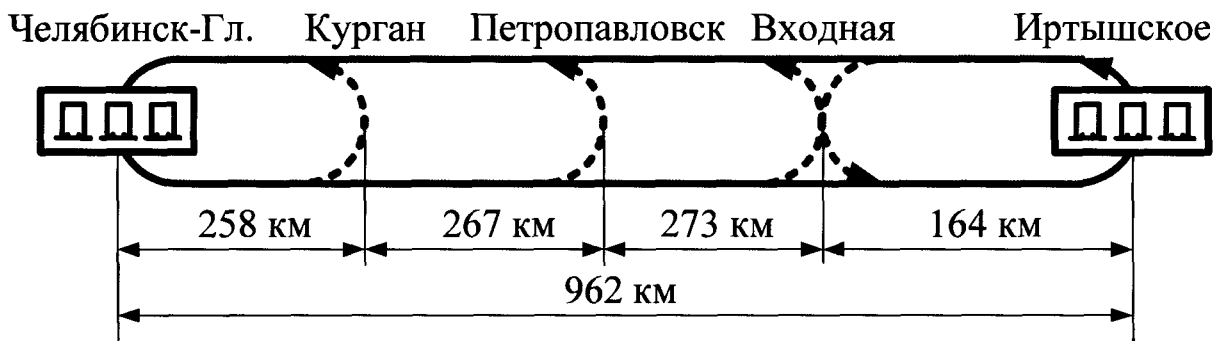 Челябинск-Гл. Курган Петропавловск Входная Иртышское
258 км 267 км 273 км 164 км
962 км